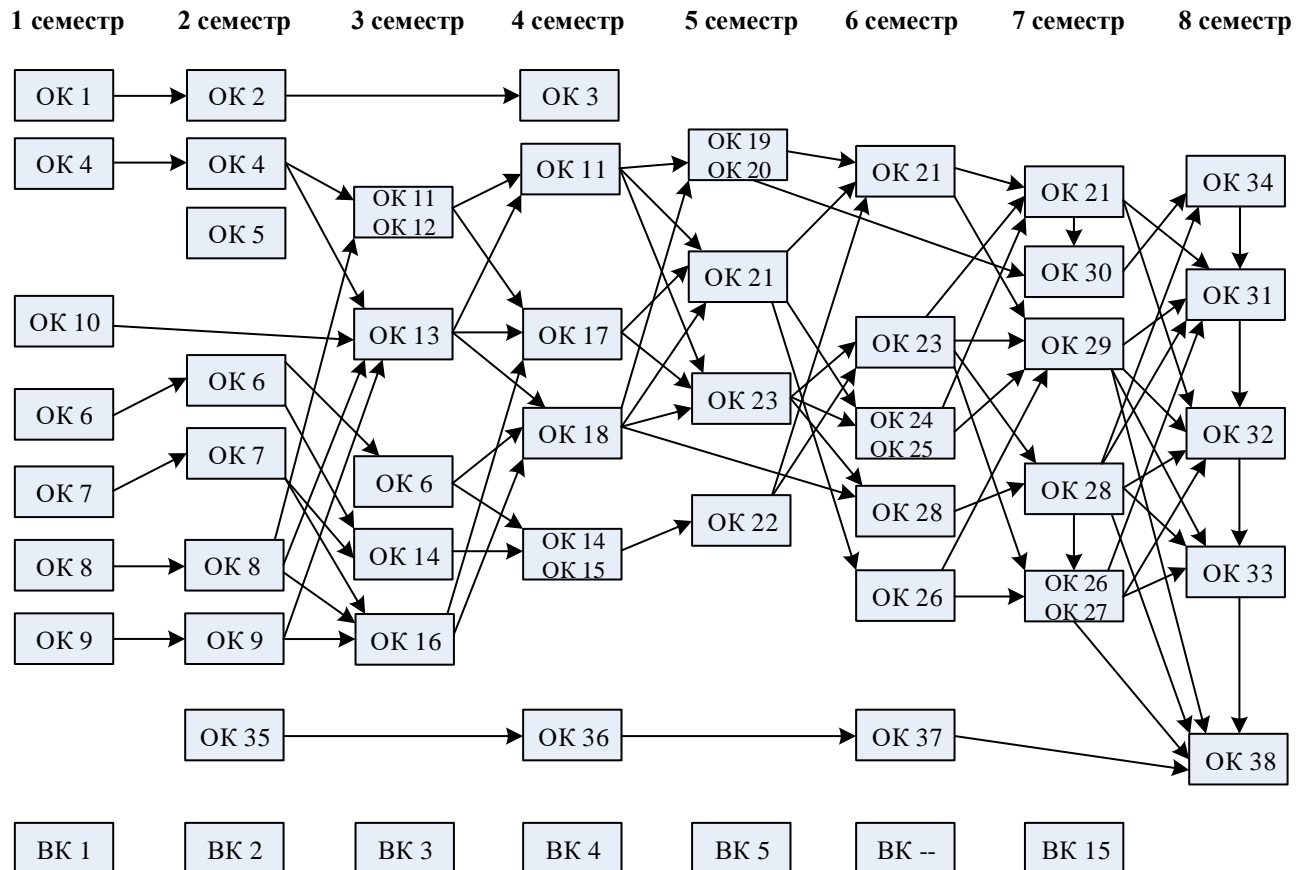 1 семестр 2 семестр 3 семестр 4 семестр 5 семестр 6 семестр 7 семестр 8 семестр
ОК 1 ОК 2 ОК 3
ОК 4 ОК 4 ОК 11 ОК 19 ОК 21 ОК 21 ОК 34
ОК 20
ОК 11
ОК 12
ОК 5
ОК 21 ОК 30 ОК 31
ОК 10 ОК 13 ОК 17 ОК 23 ОК 29
ОК 6 ОК 6 ОК 23
ОК 7 ОК 18 ОК 24 ОК 32
ОК 25
ОК 7 ОК 6 ОК 28
ОК 22 ОК 28
ОК 8 ОК 8 ОК 14 ОК 14 ОК 33
ОК 15
ОК 26 ОК 26
ОК 27
ОК 9 ОК 9 ОК 16
ОК 35 ОК 36 ОК 37
ОК 38
ВК 1 ВК 2 ВК 3 ВК 4 ВК 5 ВК -- ВК 15